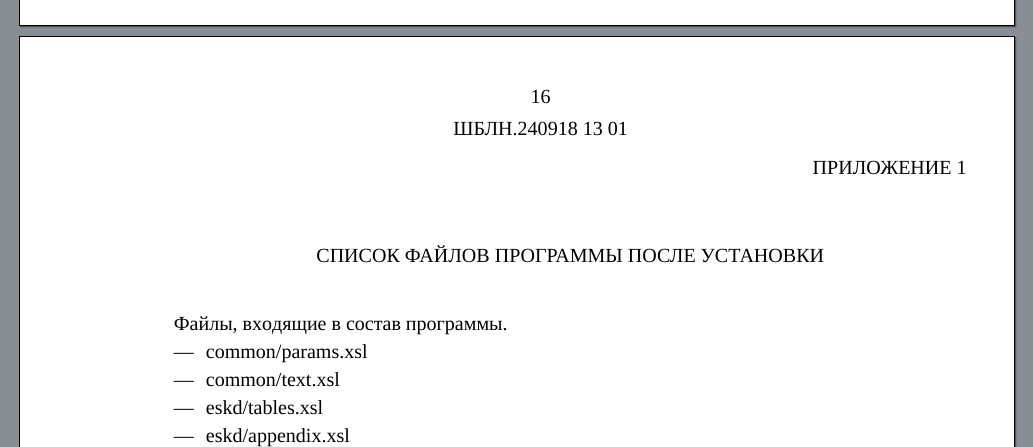 16
ШБЛН.240918 13 01
ПРИЛОЖЕНИЕ 1
СПИСОК ФАЙЛОВ ПРОГРАММЫ ПОСЛЕ УСТАНОВКИ
Файлы, входящие в состав программы.
— common/params.xsl
— common/text.xsl
— eskd/tables.xsl
— eskd/appendix.xsl